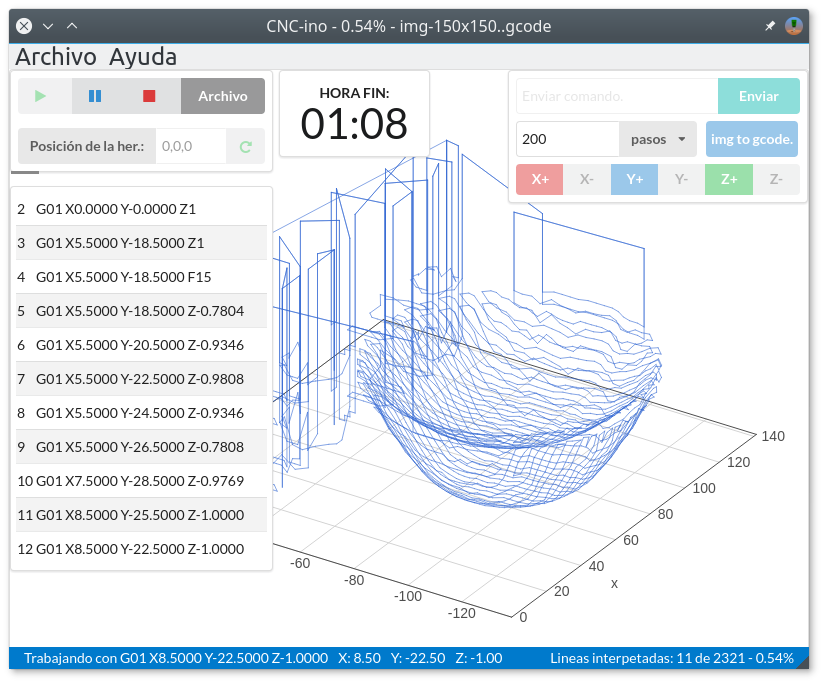 CNC-ino - 0.54% - img-150x150..gcode
Archivo Ayuda
Archivo
Posición de la her.: 0,0,0
HORA FIN:
01:08
Enviar comando. Enviar
200 pasos img to gcode.
X+ X- Y+ Y- Z+ Z-
2 G01 X0.0000 Y-0.0000 Z1
3 G01 X5.5000 Y-18.5000 Z1
4 G01 X5.5000 Y-18.5000 F15
5 G01 X5.5000 Y-18.5000 Z-0.7804
6 G01 X5.5000 Y-20.5000 Z-0.9346
7 G01 X5.5000 Y-22.5000 Z-0.9808
8 G01 X5.5000 Y-24.5000 Z-0.9346
9 G01 X5.5000 Y-26.5000 Z-0.7808
10 G01 X7.5000 Y-28.5000 Z-0.9769
11 G01 X8.5000 Y-25.5000 Z-1.0000
12 G01 X8.5000 Y-22.5000 Z-1.0000
-60
-80
-100
-120
0
20
40
60
80
100
120
140
x
Trabajando con G01 X8.5000 Y-22.5000 Z-1.0000 X: 8.50 Y: -22.50 Z: -1.00
Lineas interpetadas: 11 de 2321 - 0.54%